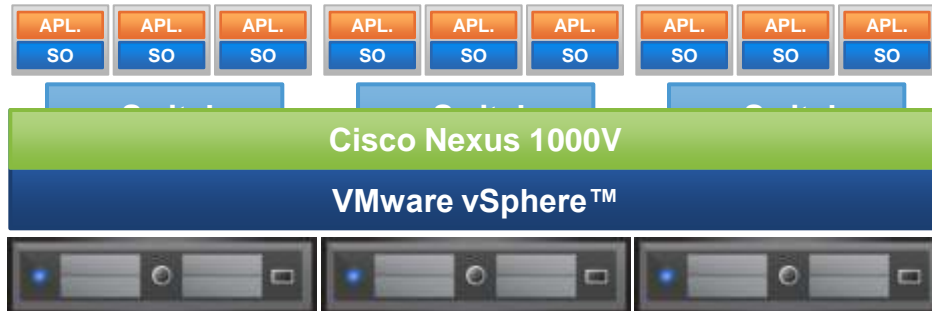 APL. APL. APL. APL. APL. APL. APL. APL. APL.
SO SO SO SO SO SO SO SO SO
Cisco Nexus 1000V
VMware vSphere™